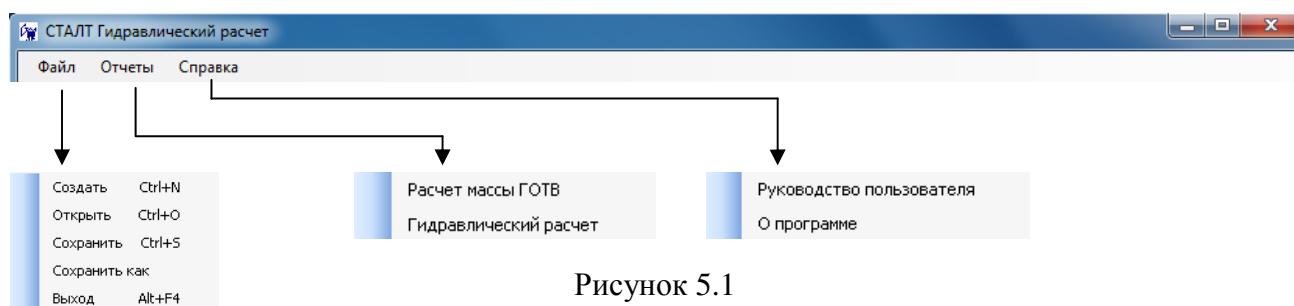 СТАЛТ Гидравлический расчет
Файл Отчеты Справка
Создать Ctrl+N
Открыть Ctrl+O
Сохранить Ctrl+S
Сохранить как
Выход Alt+F4
Расчет массы ГОТВ
Гидравлический расчет
Руководство пользователя
О программе
Рисунок 5.1